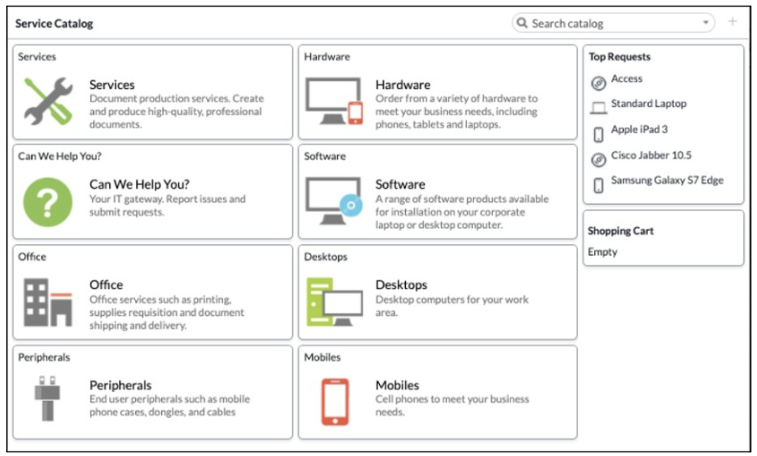 Service Catalog
Search catalog
Services
Services
Document production services. Create
and produce high-quality, professional
documents.
Hardware
Hardware
Order from a variety of hardware to
meet your business needs, including
phones, tablets and laptops.
Can We Help You?
Can We Help You?
Your IT gateway. Report issues and
submit requests.
Software
Software
A range of software products available
for installation on your corporate
laptop or desktop computer.
Office
Office
Office services such as printing,
supplies requisition and document
shipping and delivery.
Desktops
Desktops
Desktop computers for your work
area.
Peripherals
Peripherals
End user peripherals such as mobile
phone cases, dongles, and cables
Mobiles
Mobiles
Cell phones to meet your business
needs.
Top Requests
Access
Standard Laptop
Apple iPad 3
Cisco Jabber 10.5
Samsung Galaxy S7 Edge
Shopping Cart
Empty